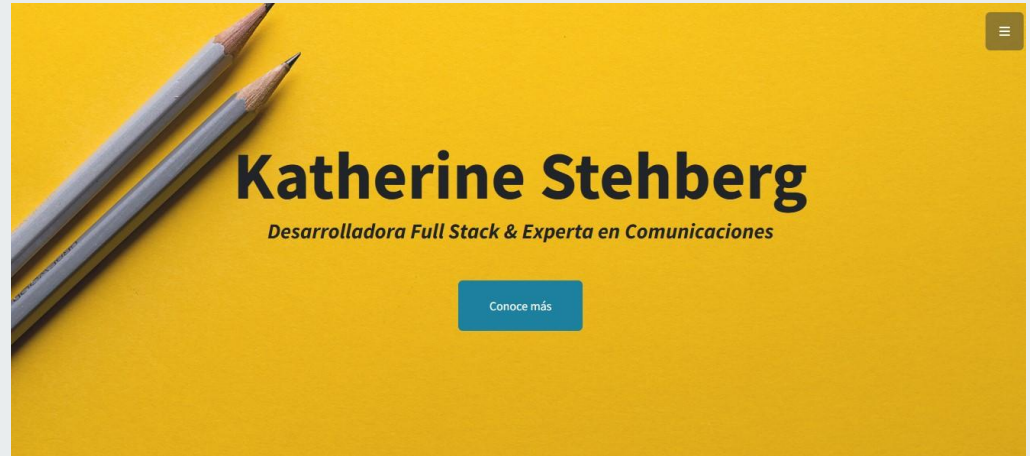 Katherine Stehberg
Desarrolladora Full Stack & Experta en Comunicaciones
Conoce más